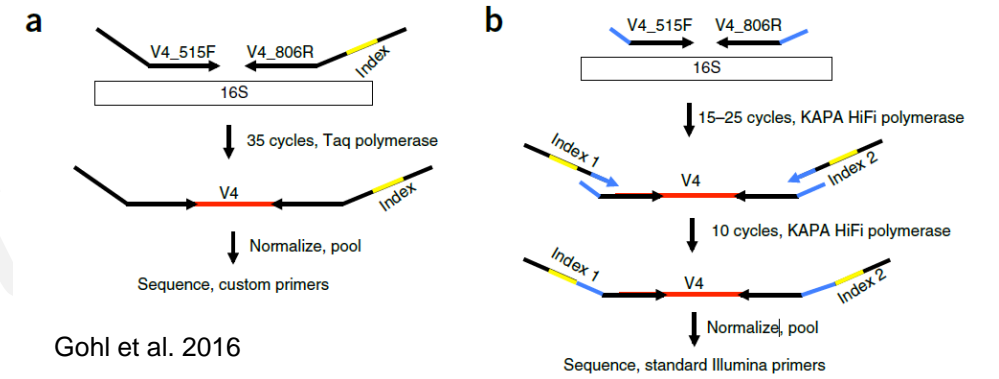 a
V4_515F V4_806R
Index
16S
35 cycles, Taq polymerase
V4
Index
Normalize, pool
Sequence, custom primers
Gohl et al. 2016
b
V4_515F V4_806R
16S
15–25 cycles, KAPA HiFi polymerase
Index 1
V4
Index 2
10 cycles, KAPA HiFi polymerase
Index 1
V4
Index 2
Normalize, pool
Sequence, standard Illumina primers